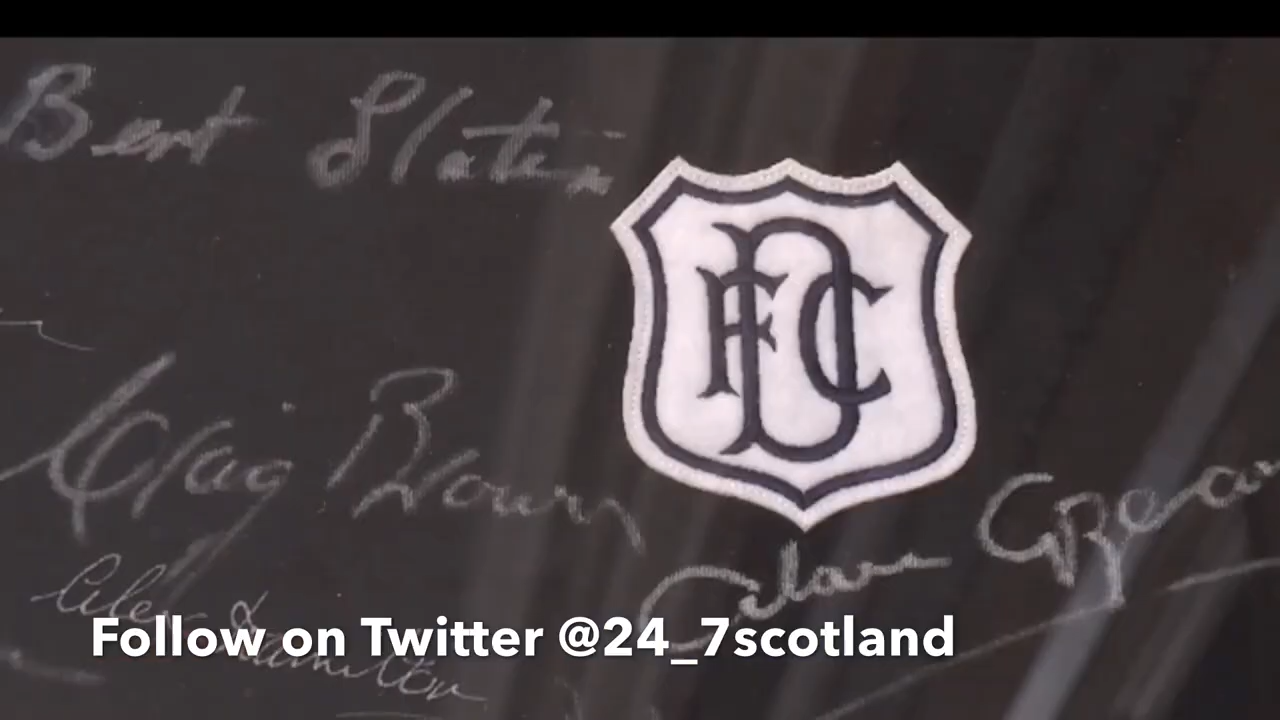 Bert Slater
DFC
Craig Brown
Alan Gilzean
Alex Hamilton
Follow on Twitter @24_7scotland